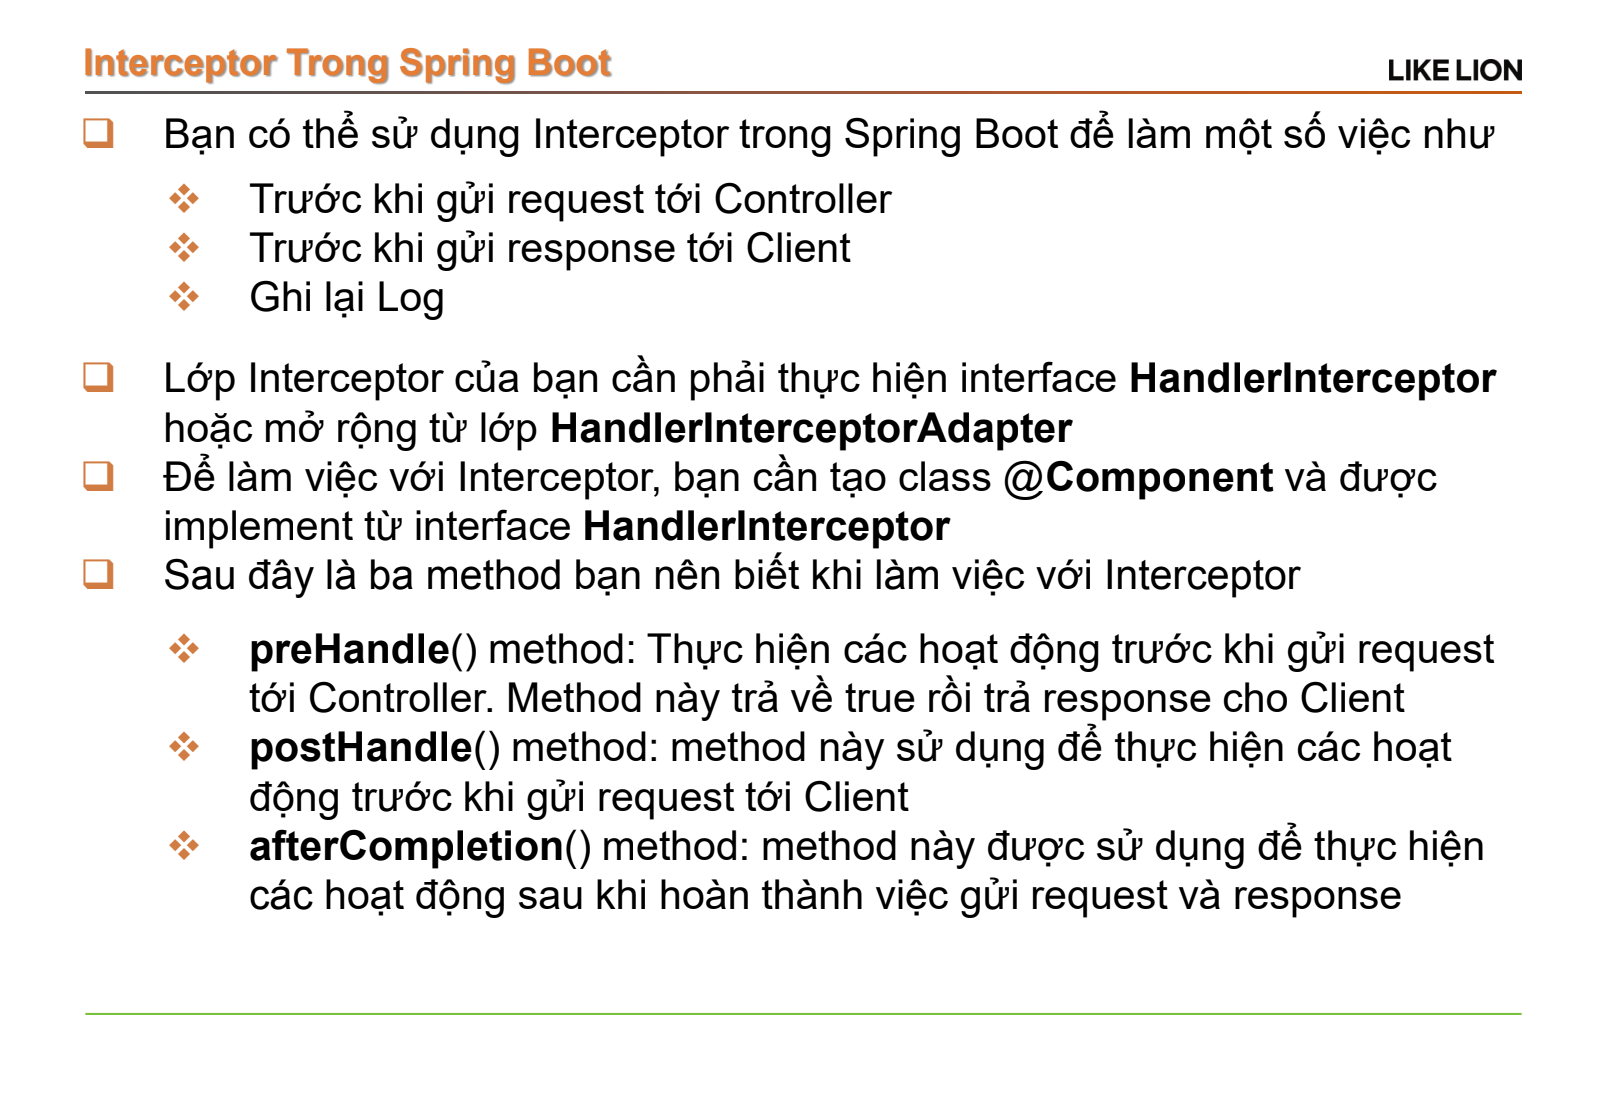 Interceptor Trong Spring Boot
LIKE LION
Bạn có thể sử dụng Interceptor trong Spring Boot để làm một số việc như
Trước khi gửi request tới Controller
Trước khi gửi response tới Client
Ghi lại Log
Lớp Interceptor của bạn cần phải thực hiện interface HandlerInterceptor
hoặc mở rộng từ lớp HandlerInterceptorAdapter
Để làm việc với Interceptor, bạn cần tạo class @Component và được
implement từ interface HandlerInterceptor
Sau đây là ba method bạn nên biết khi làm việc với Interceptor
preHandle() method: Thực hiện các hoạt động trước khi gửi request
tới Controller. Method này trả về true rồi trả response cho Client
postHandle() method: method này sử dụng để thực hiện các hoạt
động trước khi gửi request tới Client
afterCompletion() method: method này được sử dụng để thực hiện
các hoạt động sau khi hoàn thành việc gửi request và response